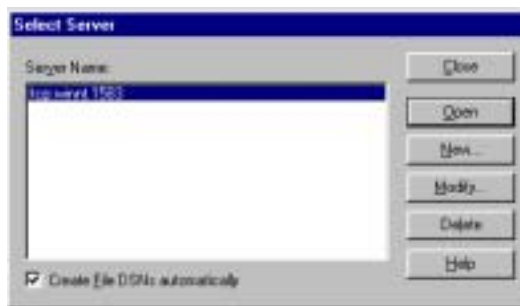 Select Server
Server Name:
Close
Open
New...
Modify...
Delete
Help
Create File DSNs automatically